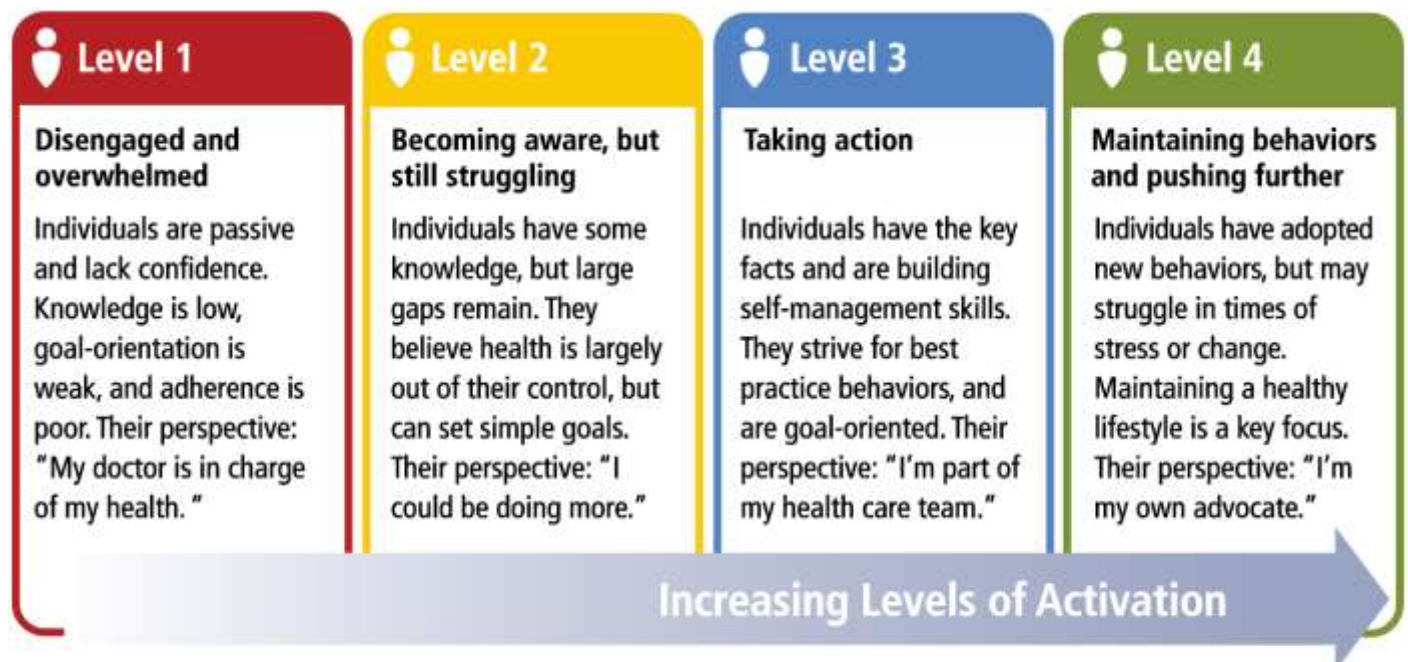 Level 1
Disengaged and
overwhelmed
Individuals are passive
and lack confidence.
Knowledge is low,
goal-orientation is
weak, and adherence is
poor. Their perspective:
"My doctor is in charge
of my health. "
Level 2
Becoming aware, but
still struggling
Individuals have some
knowledge, but large
gaps remain. They
believe health is largely
out of their control, but
can set simple goals.
Their perspective: "I
could be doing more."
Level 3
Taking action
Individuals have the key
facts and are building
self-management skills.
They strive for best
practice behaviors, and
are goal-oriented. Their
perspective: "I'm part of
my health care team."
Level 4
Maintaining behaviors
and pushing further
Individuals have adopted
new behaviors, but may
struggle in times of
stress or change.
Maintaining a healthy
lifestyle is a key focus.
Their perspective: "I'm
my own advocate."
Increasing Levels of Activation